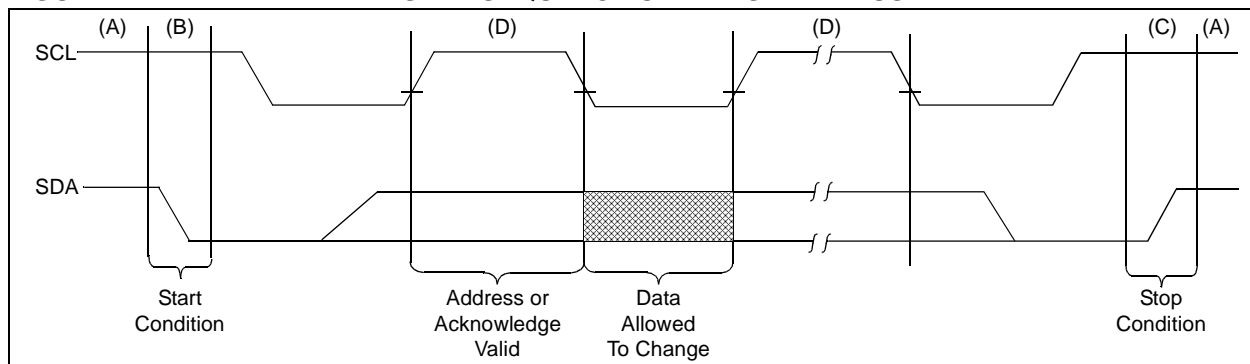 (A) (B) (D) (D) (C) (A)
SCL
SDA
Start
Condition
Address or
Acknowledge
Valid
Data
Allowed
To Change
Stop
Condition